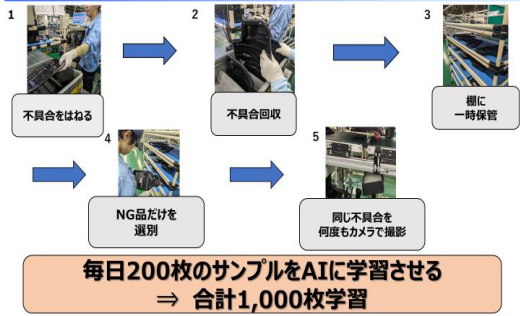 1
不具合をはねる
2
不具合回収
3
棚に
一時保管
4
NG品だけを
選別
5
同じ不具合を
何度もカメラで撮影
毎日200枚のサンプルをAIに学習させる
⇒ 合計1,000枚学習